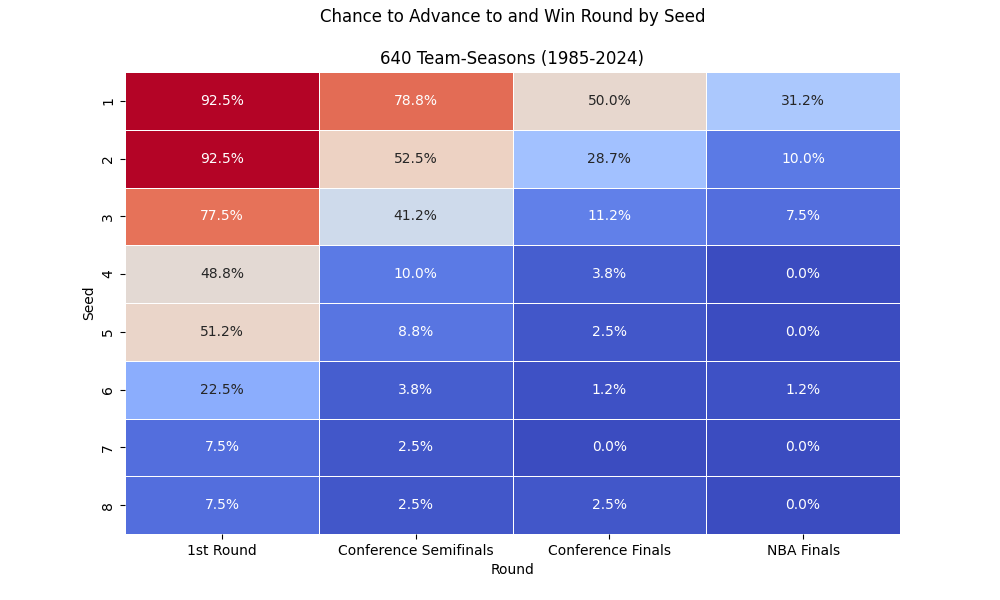 Chance to Advance to and Win Round by Seed
640 Team-Seasons (1985-2024)
1 92.5% 78.8% 50.0% 31.2%
2 92.5% 52.5% 28.7% 10.0%
3 77.5% 41.2% 11.2% 7.5%
4 48.8% 10.0% 3.8% 0.0%
Seed
5 51.2% 8.8% 2.5% 0.0%
6 22.5% 3.8% 1.2% 1.2%
7 7.5% 2.5% 0.0% 0.0%
8 7.5% 2.5% 2.5% 0.0%
1st Round Conference Semifinals Conference Finals NBA Finals
Round